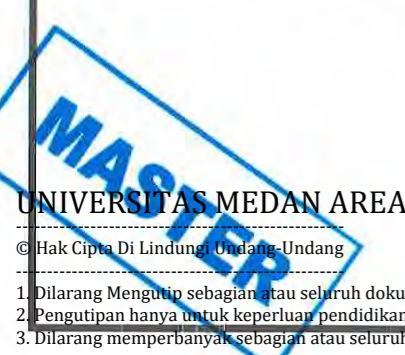 MASTER
UNIVERSITAS MEDAN AREA
© Hak Cipta Di Lindungi Undang-Undang
1. Dilarang Mengutip sebagian atau seluruh doku
2. Pengutipan hanya untuk keperluan pendidikan
3. Dilarang memperbanyak sebagian atau seluruh